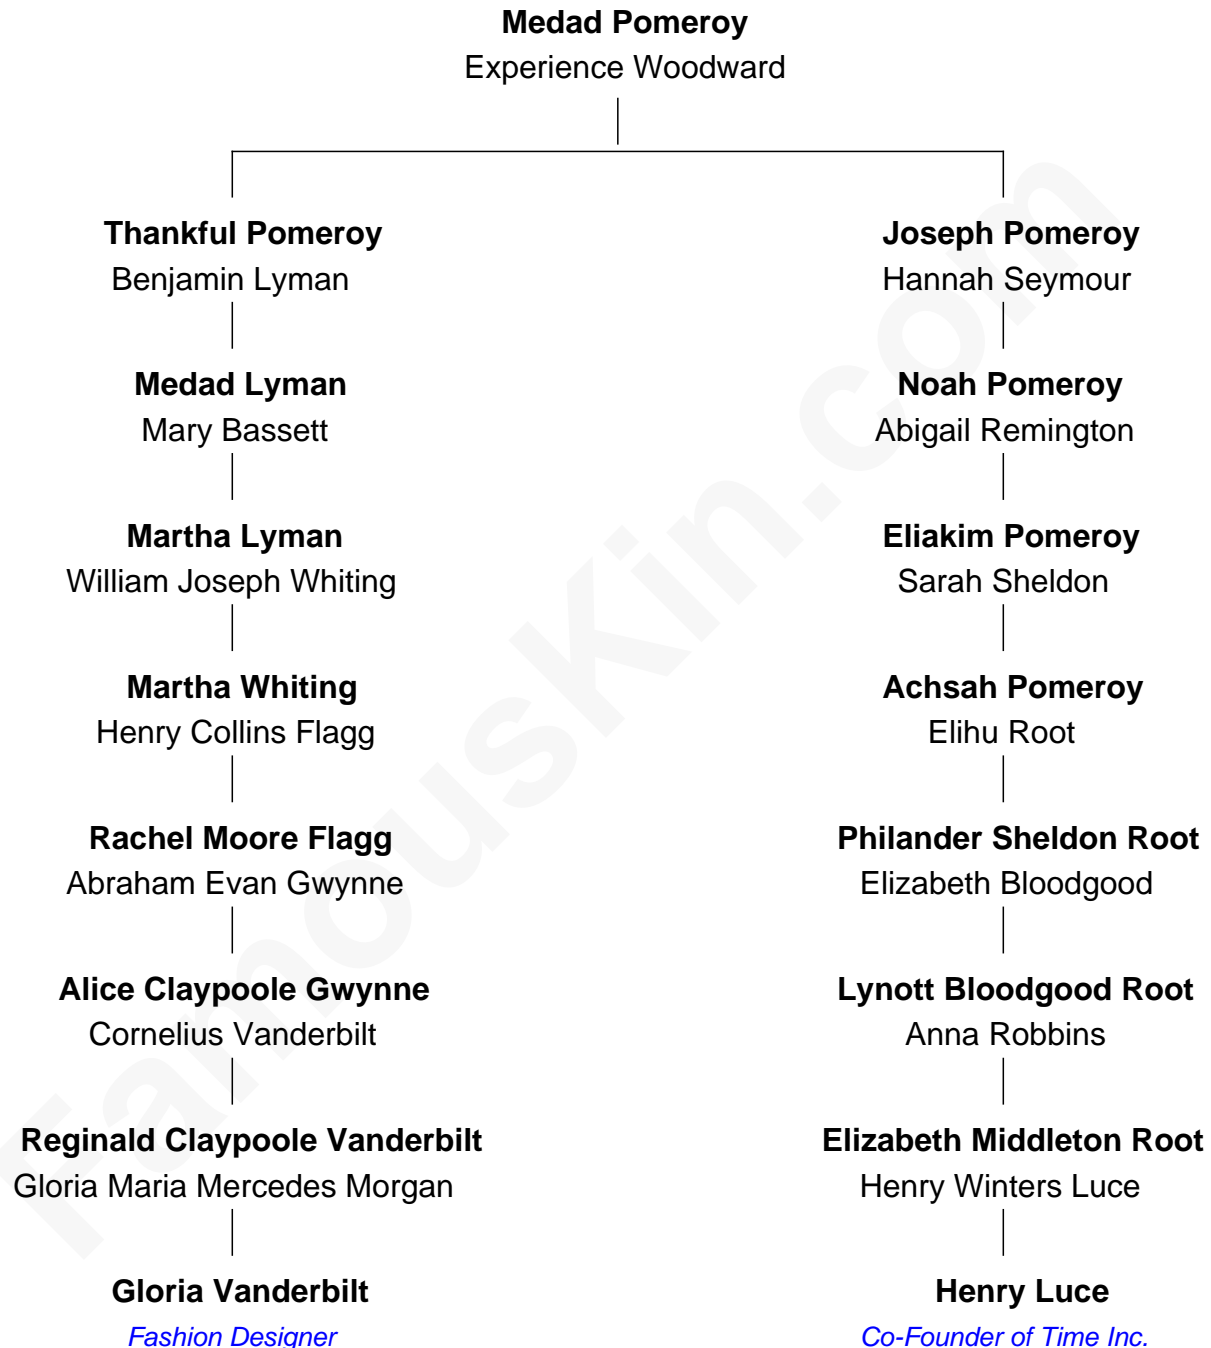 Medad Pomeroy
Experience Woodward
Thankful Pomeroy
Benjamin Lyman
Joseph Pomeroy
Hannah Seymour
Medad Lyman
Mary Bassett
Noah Pomeroy
Abigail Remington
Martha Lyman
William Joseph Whiting
Eliakim Pomeroy
Sarah Sheldon
Martha Whiting
Henry Collins Flagg
Achsah Pomeroy
Elihu Root
Rachel Moore Flagg
Abraham Evan Gwynne
Philander Sheldon Root
Elizabeth Bloodgood
Alice Claypoole Gwynne
Cornelius Vanderbilt
Lynott Bloodgood Root
Anna Robbins
Reginald Claypoole Vanderbilt
Gloria Maria Mercedes Morgan
Elizabeth Middleton Root
Henry Winters Luce
Gloria Vanderbilt
Fashion Designer
Henry Luce
Co-Founder of Time Inc.
FamousKin.com